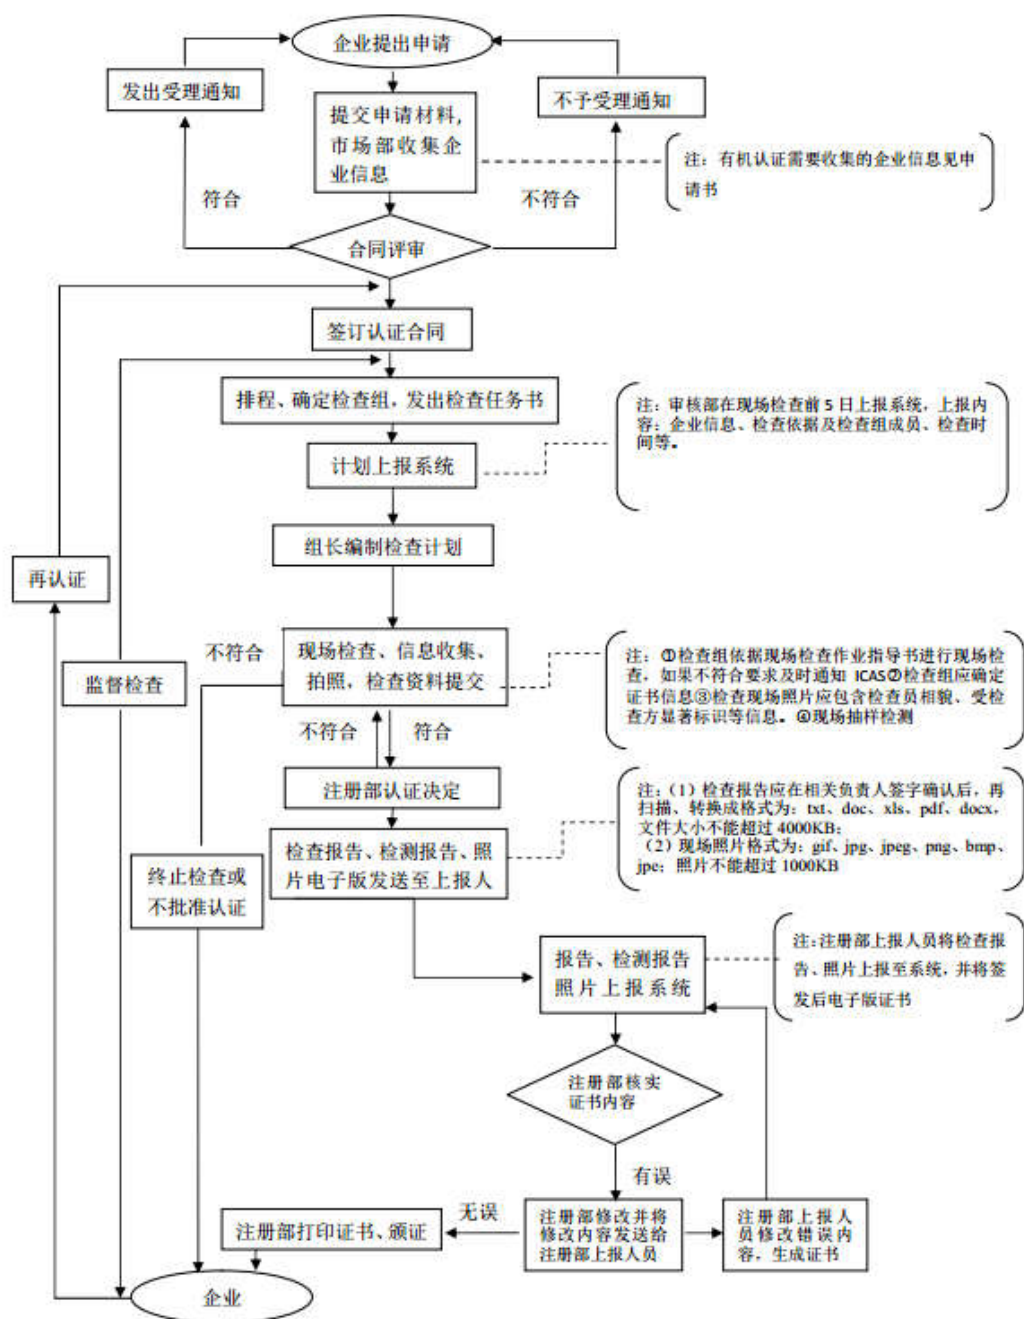 企业提出申请
发出受理通知
不予受理通知
提交申请材料,
市场部收集企
业信息
注：有机认证需要收集的企业信息见申
请书
符合
不符合
合同评审
签订认证合同
排程、确定检查组，发出检查任务书
注：审核部在现场检查前 5 日上报系统，上报内
容：企业信息、检查依据及检查组成员、检查时
间等。
计划上报系统
组长编制检查计划
再认证
不符合
现场检查、信息收集、
拍照，检查资料提交
注：①检查组依据现场检查作业指导书进行现场检
查，如果不符合要求及时通知 ICAS②检查组应确定
证书信息③检查现场照片应包含检查员相貌、受检
查方显著标识等信息。④现场抽样检测
监督检查
不符合
符合
注册部认证决定
注：（1）检查报告应在相关负责人签字确认后，再
扫描、转换成格式为：txt、doc、xls、pdf、docx，
文件大小不能超过 4000KB；
（2）现场照片格式为：gif、jpg、jpeg、png、bmp、
jpe；照片不能超过 1000KB
检查报告、检测报告、照
片电子版发送至上报人
终止检查或
不批准认证
报告、检测报告
照片上报系统
注：注册部上报人员将检查报
告、照片上报至系统，并将签
发后电子版证书
注册部核实
证书内容
有误
无误
注册部打印证书、颁证
注册部修改并将
修改内容发送给
注册部上报人员
注册部上报人
员修改错误内
容，生成证书
企业